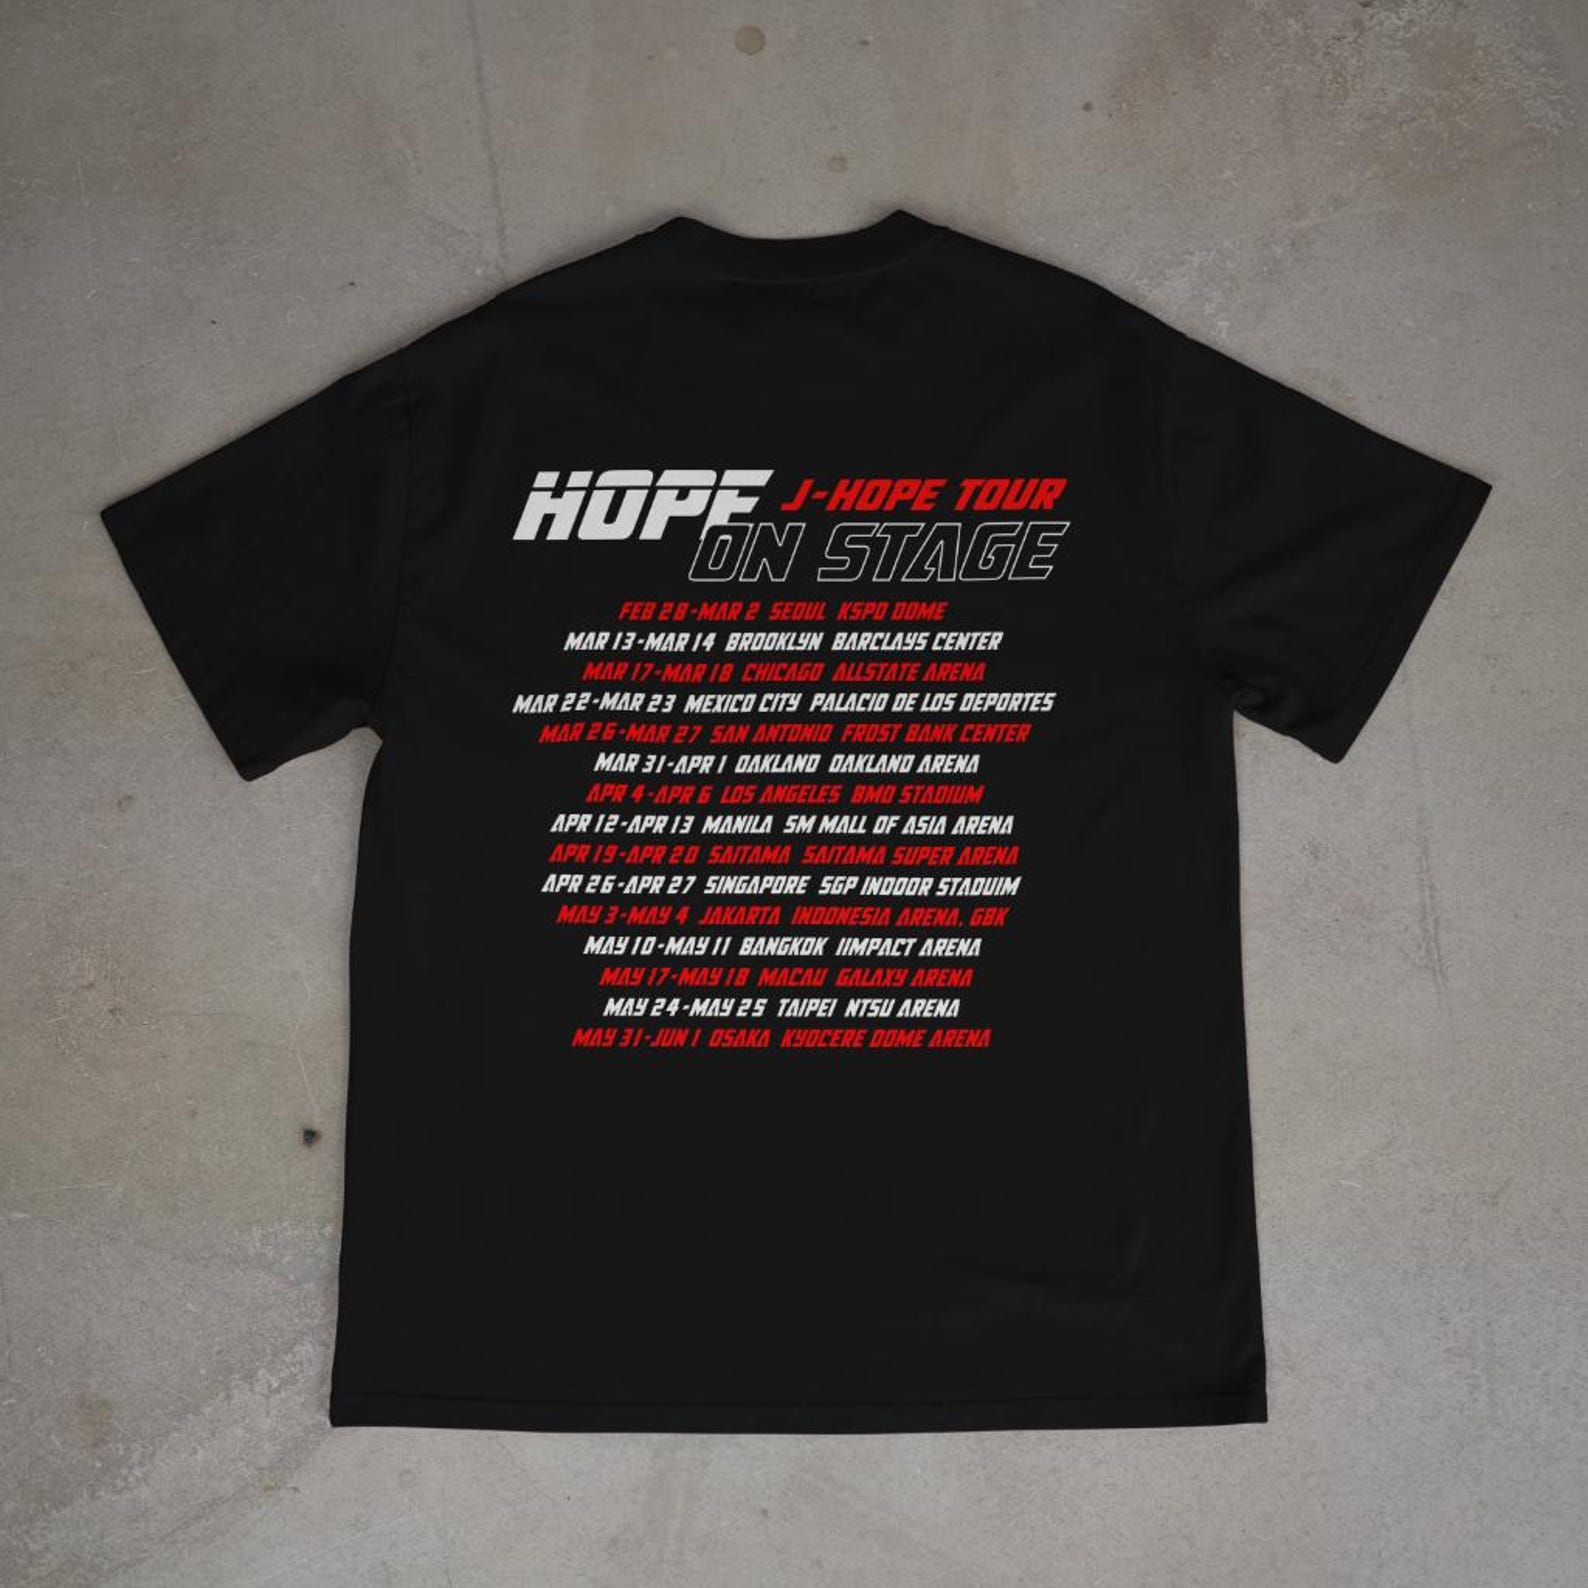 HOPE J-HOPE TOUR
ON STAGE
FEB 28-MAR 2 SEOUL KSPO DOME
MAR 13-MAR 14 BROOKLYN BARCLAYS CENTER
MAR 17-MAR 18 CHICAGO ALLSTATE ARENA
MAR 22-MAR 23 MEXICO CITY PALACIO DE LOS DEPORTES
MAR 26-MAR 27 SAN ANTONIO FROST BANK CENTER
MAR 31-APR 1 OAKLAND OAKLAND ARENA
APR 4-APR 6 LOS ANGELES BMO STADIUM
APR 12-APR 13 MANILA SM MALL OF ASIA ARENA
APR 19-APR 20 SAITAMA SAITAMA SUPER ARENA
APR 26-APR 27 SINGAPORE SGP INDOOR STADUIM
MAY 3-MAY 4 JAKARTA INDONESIA ARENA, GBK
MAY 10-MAY 11 BANGKOK IIMPACT ARENA
MAY 17-MAY 18 MACAU GALAXY ARENA
MAY 24-MAY 25 TAIPEI NTSU ARENA
MAY 31-JUN 1 OSAKA KYOCERE DOME ARENA